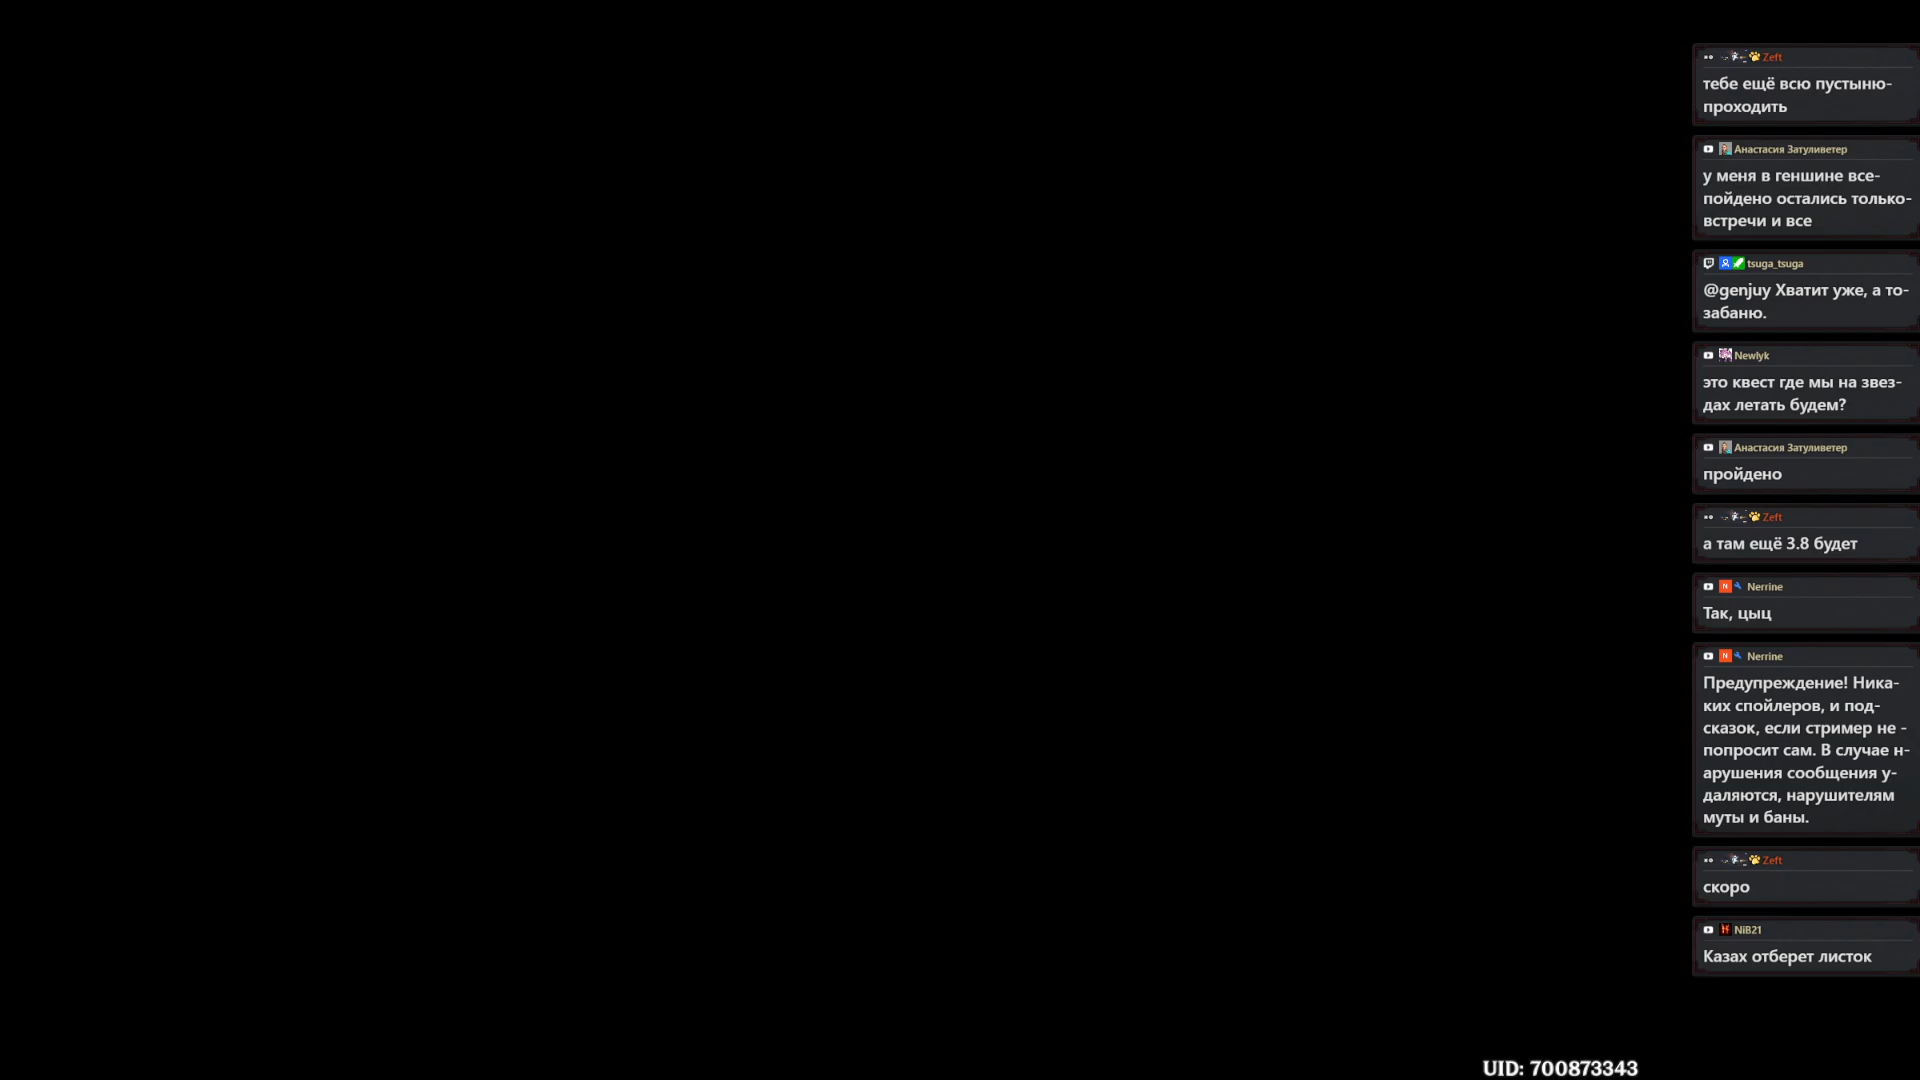 Zeft
тебе ещё всю пустыню-
проходить
Анастасия Затуливетер
у меня в геншине все-
пойдено остались только-
встречи и все
tsuga_tsuga
@genjuy Хватит уже, а то-
забаню.
Newlyk
это квест где мы на звез-
дах летать будем?
Анастасия Затуливетер
пройдено
Zeft
а там ещё 3.8 будет
N Nerrine
Так, цыц
N Nerrine
Предупреждение! Ника-
ких спойлеров, и под-
сказок, если стример не -
попросит сам. В случае н-
арушения сообщения у-
даляются, нарушителям
муты и баны.
Zeft
скоро
NiB21
Казах отберет листок
UID: 700873343